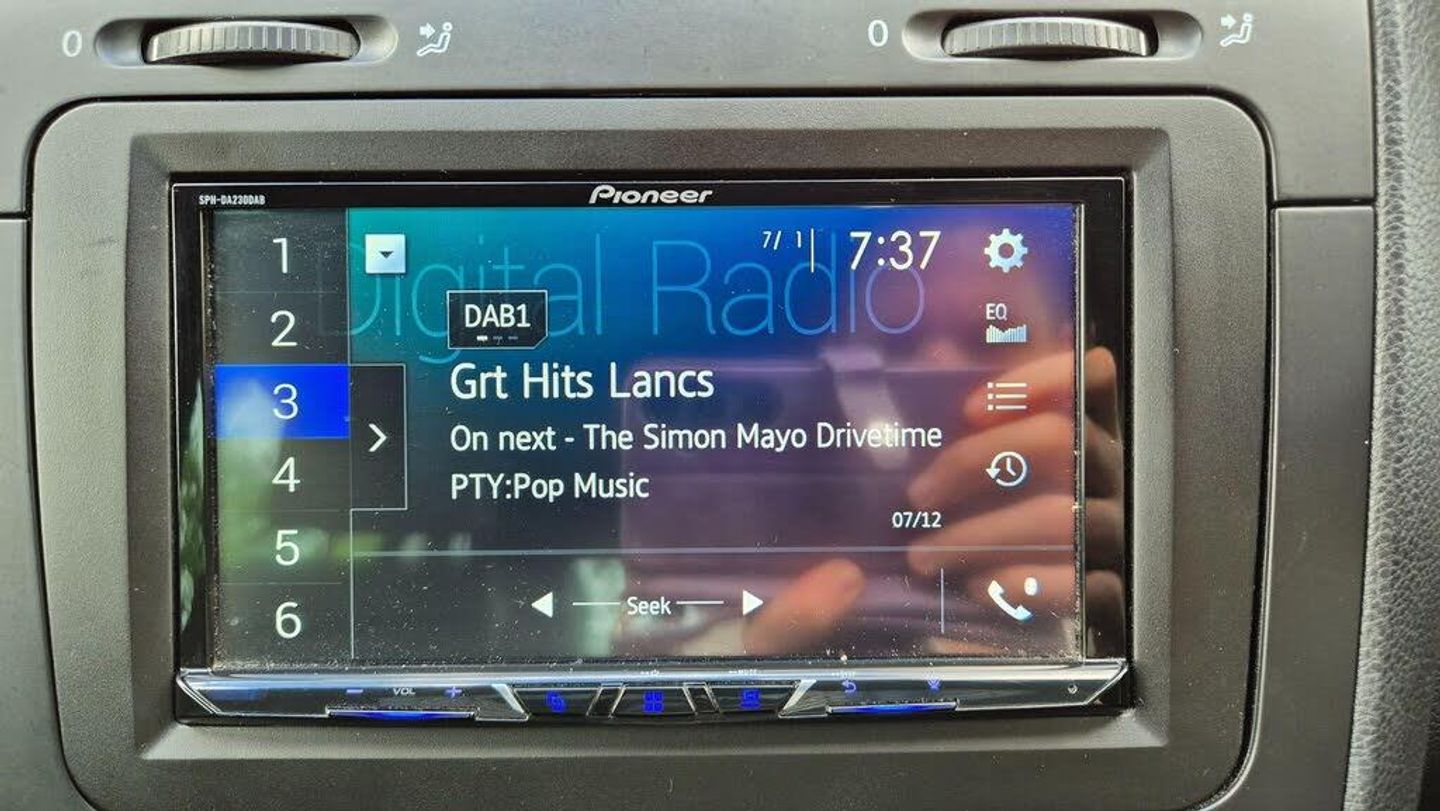 0
0
SPH-DA230DAB
Pioneer
Digital Radio
7/ 1
7:37
DAB1
EQ
1
2
3
4
5
6
Grt Hits Lancs
On next - The Simon Mayo Drivetime
PTY:Pop Music
07/12
Seek
VOL